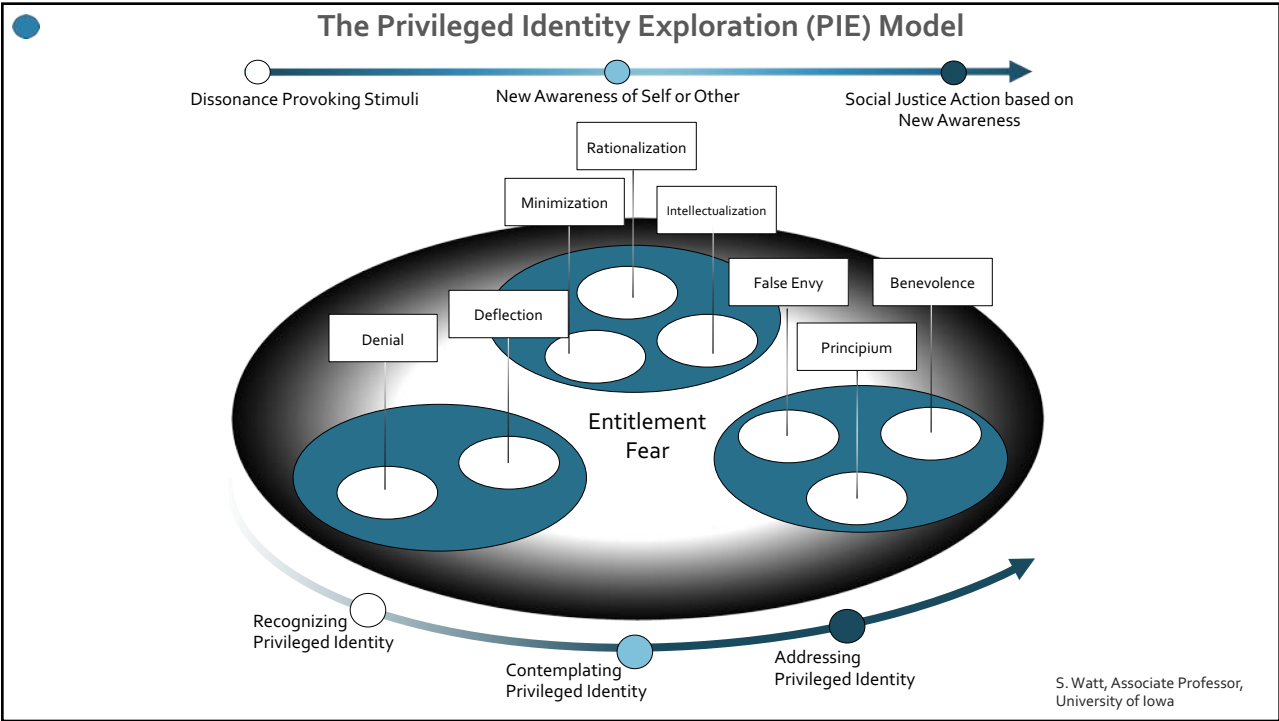 The Privileged Identity Exploration (PIE) Model
Dissonance Provoking Stimuli
New Awareness of Self or Other
Social Justice Action based on
New Awareness
Rationalization
Minimization
Intellectualization
False Envy
Benevolence
Deflection
Denial
Principium
Entitlement
Fear
Recognizing
Privileged Identity
Contemplating
Privileged Identity
Addressing
Privileged Identity
S. Watt, Associate Professor,
University of Iowa